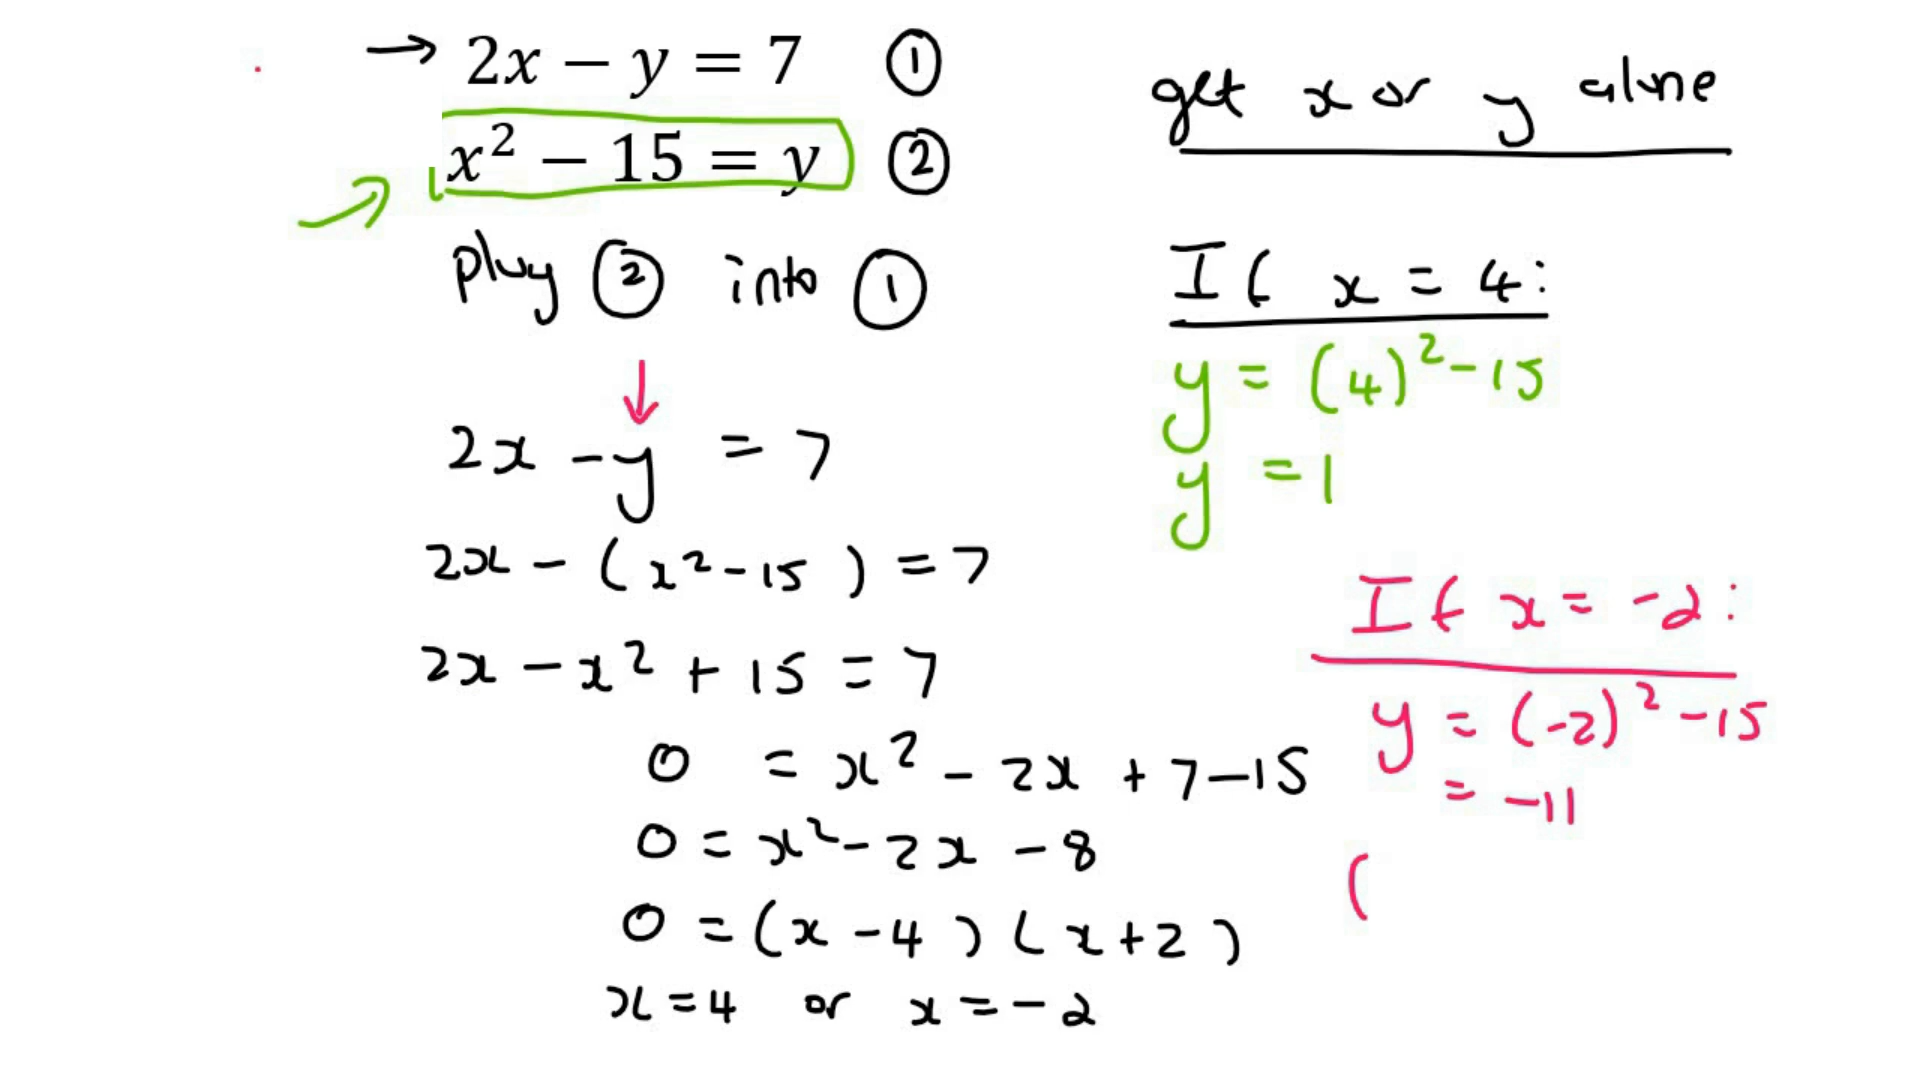 2x − y = 7 ①
x² − 15 = y ②
plug ② into ①
2x − y = 7
2x − (x² − 15) = 7
2x − x² + 15 = 7
0 = x² − 2x + 7 − 15
0 = x² − 2x − 8
0 = (x − 4)(x + 2)
x = 4 or x = −2
get x or y alone
If x = 4:
y = (4)² − 15
y = 1
If x = −2:
y = (−2)² − 15
= −11
(